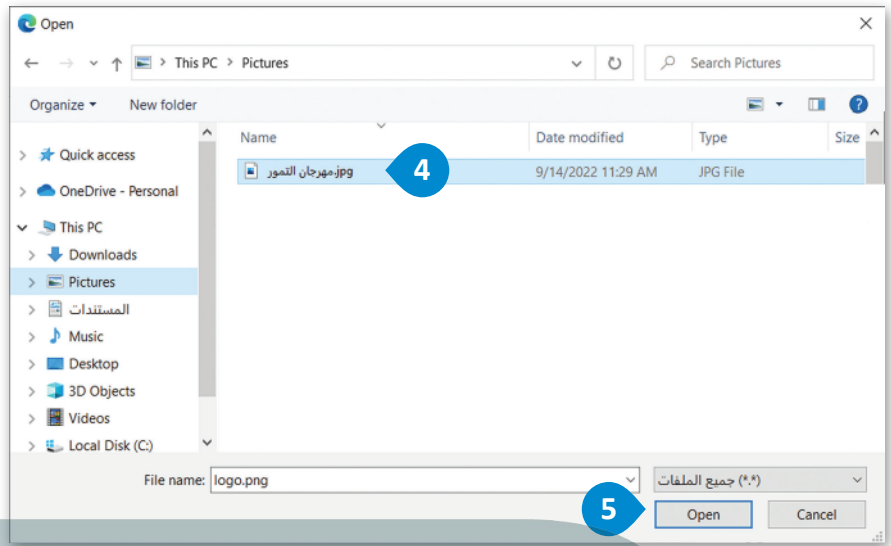 Open
This PC > Pictures
Search Pictures
Organize
New folder
Name
Date modified
Type
Size
Quick access
OneDrive - Personal
This PC
Downloads
Pictures
المستندات
Music
Desktop
3D Objects
Videos
Local Disk (C:)
مهرجان التمور.jpg
4
9/14/2022 11:29 AM
JPG File
File name:
logo.png
جميع الملفات (*.*)
5
Open
Cancel